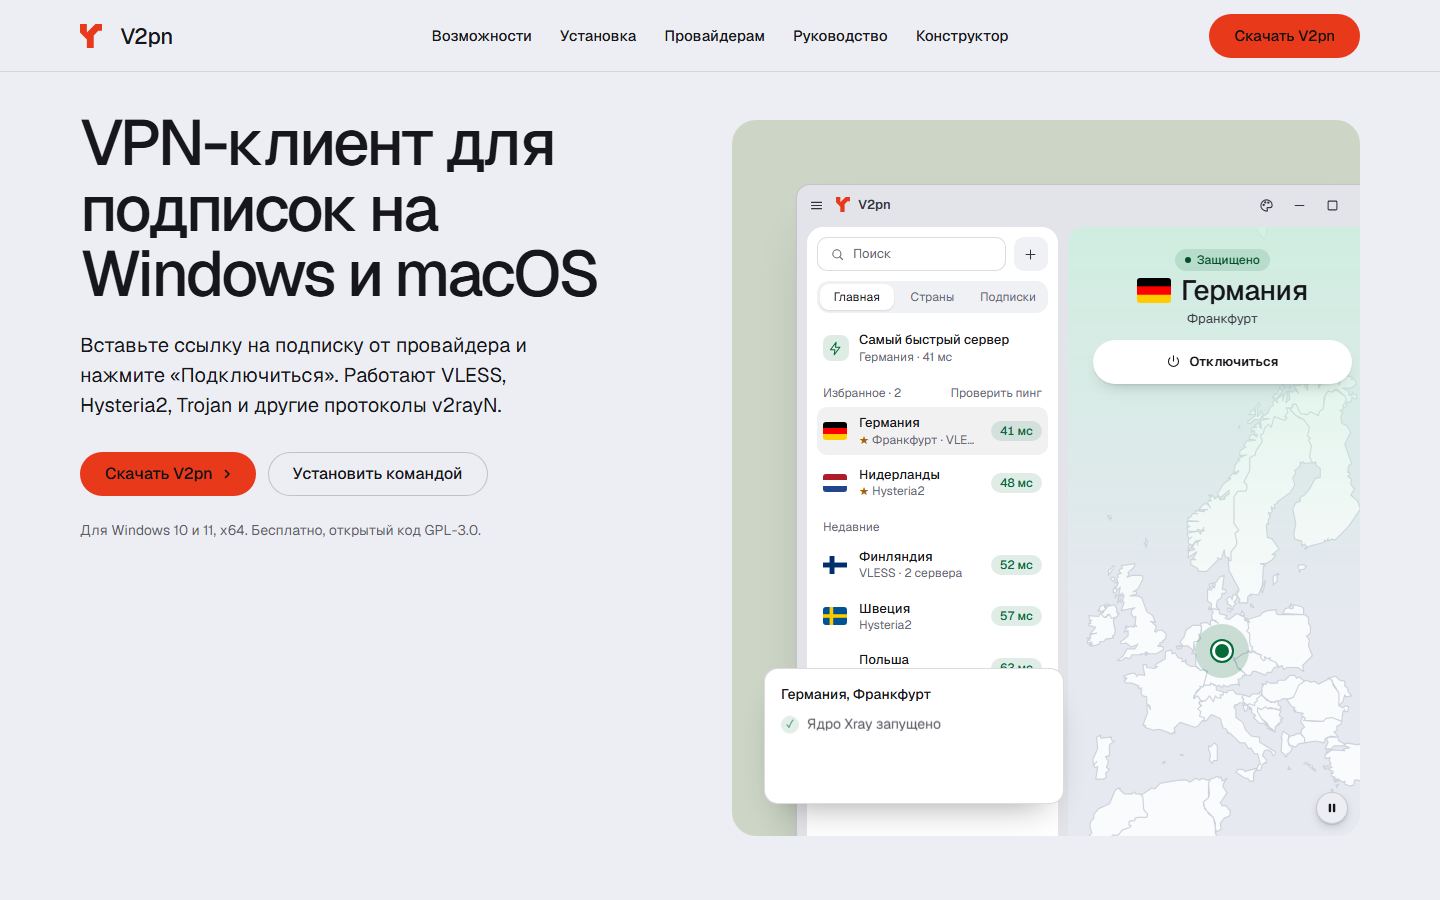 V2pn
Возможности
Установка
Провайдерам
Руководство
Конструктор
Скачать V2pn
VPN-клиент для
подписок на
Windows и macOS
Вставьте ссылку на подписку от провайдера и
нажмите «Подключиться». Работают VLESS,
Hysteria2, Trojan и другие протоколы v2rayN.
Скачать V2pn
Установить командой
Для Windows 10 и 11, x64. Бесплатно, открытый код GPL-3.0.
V2pn
Поиск
Главная
Страны
Подписки
Самый быстрый сервер
Германия · 41 мс
Избранное · 2
Проверить пинг
Германия
★ Франкфурт · VLE...
41 мс
Нидерланды
★ Hysteria2
48 мс
Недавние
Финляндия
VLESS · 2 сервера
52 мс
Швеция
Hysteria2
57 мс
Польша
Германия, Франкфурт
✓ Ядро Xray запущено
Защищено
Германия
Франкфурт
Отключиться